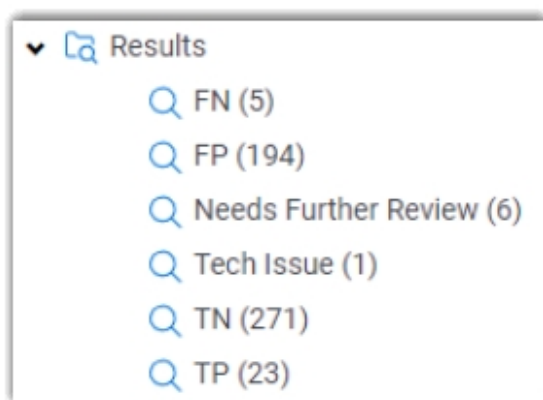 Results
FN (5)
FP (194)
Needs Further Review (6)
Tech Issue (1)
TN (271)
TP (23)